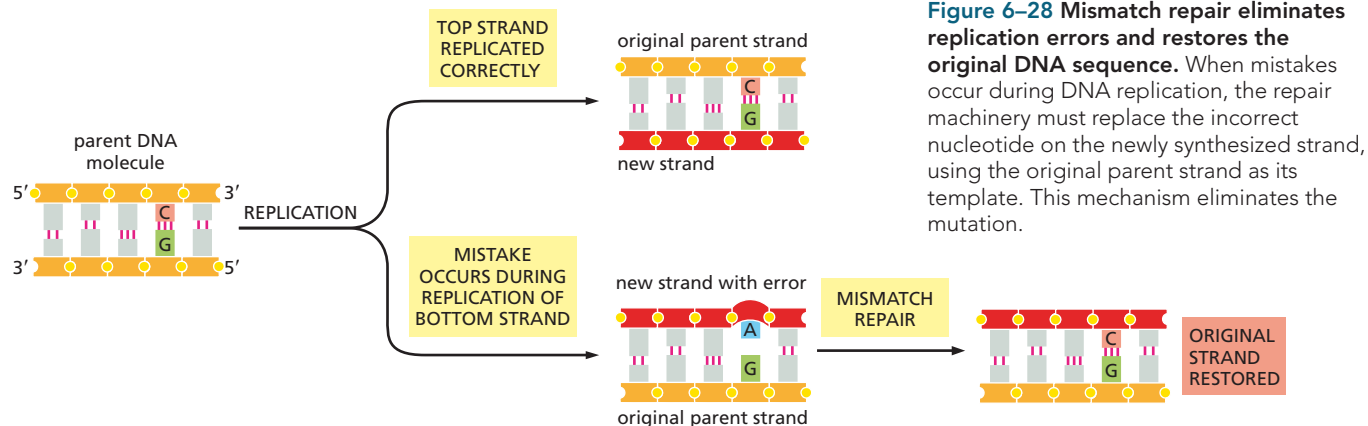 Figure 6–28 Mismatch repair eliminates
replication errors and restores the
original DNA sequence. When mistakes
occur during DNA replication, the repair
machinery must replace the incorrect
nucleotide on the newly synthesized strand,
using the original parent strand as its
template. This mechanism eliminates the
mutation.
parent DNA
molecule
5′
3′
C
G
3′
5′
REPLICATION
TOP STRAND
REPLICATED
CORRECTLY
original parent strand
C
G
new strand
MISTAKE
OCCURS DURING
REPLICATION OF
BOTTOM STRAND
new strand with error
A
G
original parent strand
MISMATCH
REPAIR
C
G
ORIGINAL
STRAND
RESTORED